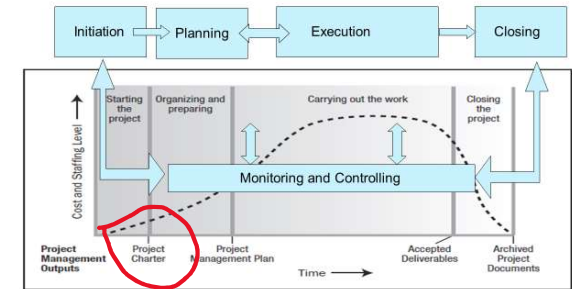 Initiation
Planning
Execution
Closing
Starting
the
project
Organizing and
preparing
Carrying out the work
Closing
the
project
Cost and Staffing Level
Monitoring and Controlling
Project
Management
Outputs
Project
Charter
Project
Management Plan
Accepted
Deliverables
Archived
Project
Documents
Time